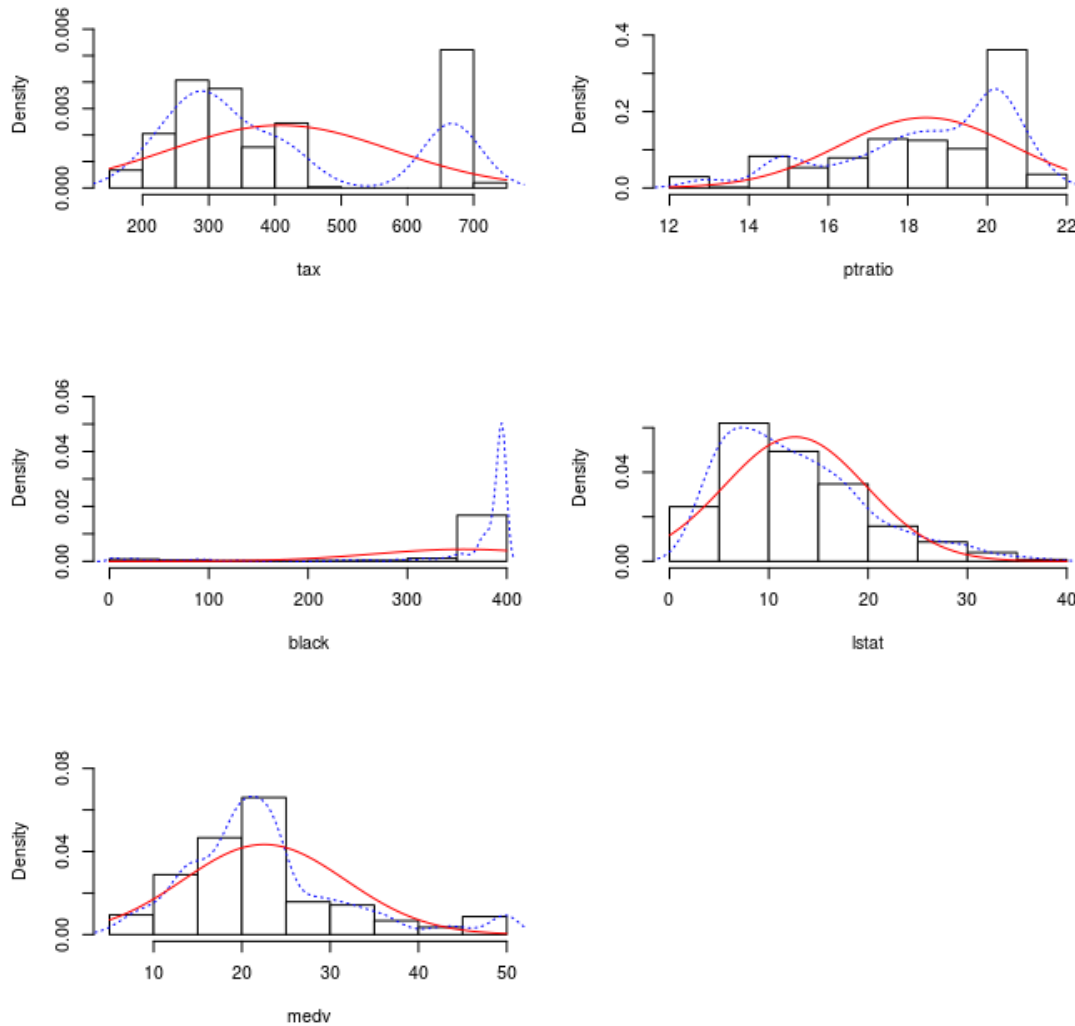 Density
0.000 0.003 0.006
200 300 400 500 600 700
tax
Density
0.0 0.2 0.4
12 14 16 18 20 22
ptratio
Density
0.00 0.02 0.04 0.06
0 100 200 300 400
black
Density
0.00 0.04
0 10 20 30 40
lstat
Density
0.00 0.04 0.08
10 20 30 40 50
medv